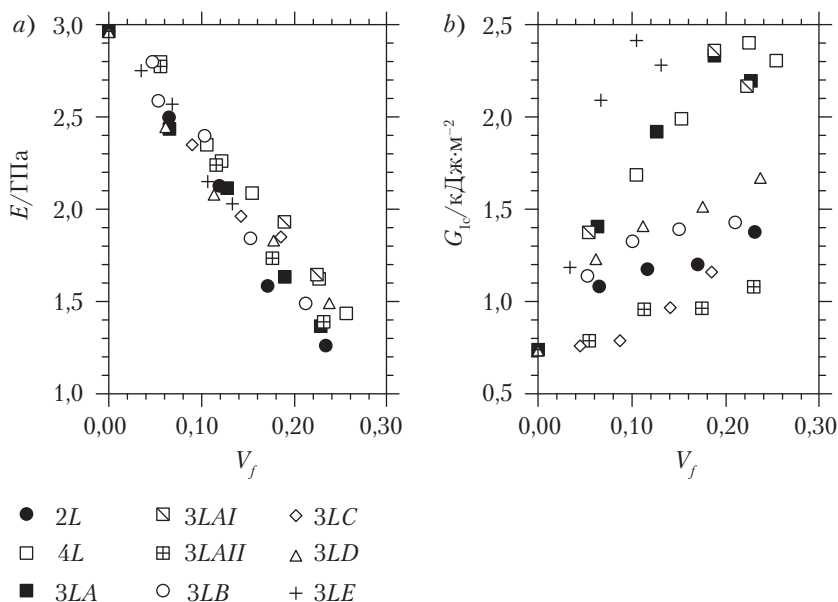 a)
3,0
2,5
2,0
1,5
1,0
E/ГПа
0,00 0,10 0,20 0,30
V_f
b)
2,5
2,0
1,5
1,0
0,5
G_Ic/кДж·м⁻²
0,00 0,10 0,20 0,30
V_f
2L 3LAI 3LC
4L 3LAII 3LD
3LA 3LB 3LE